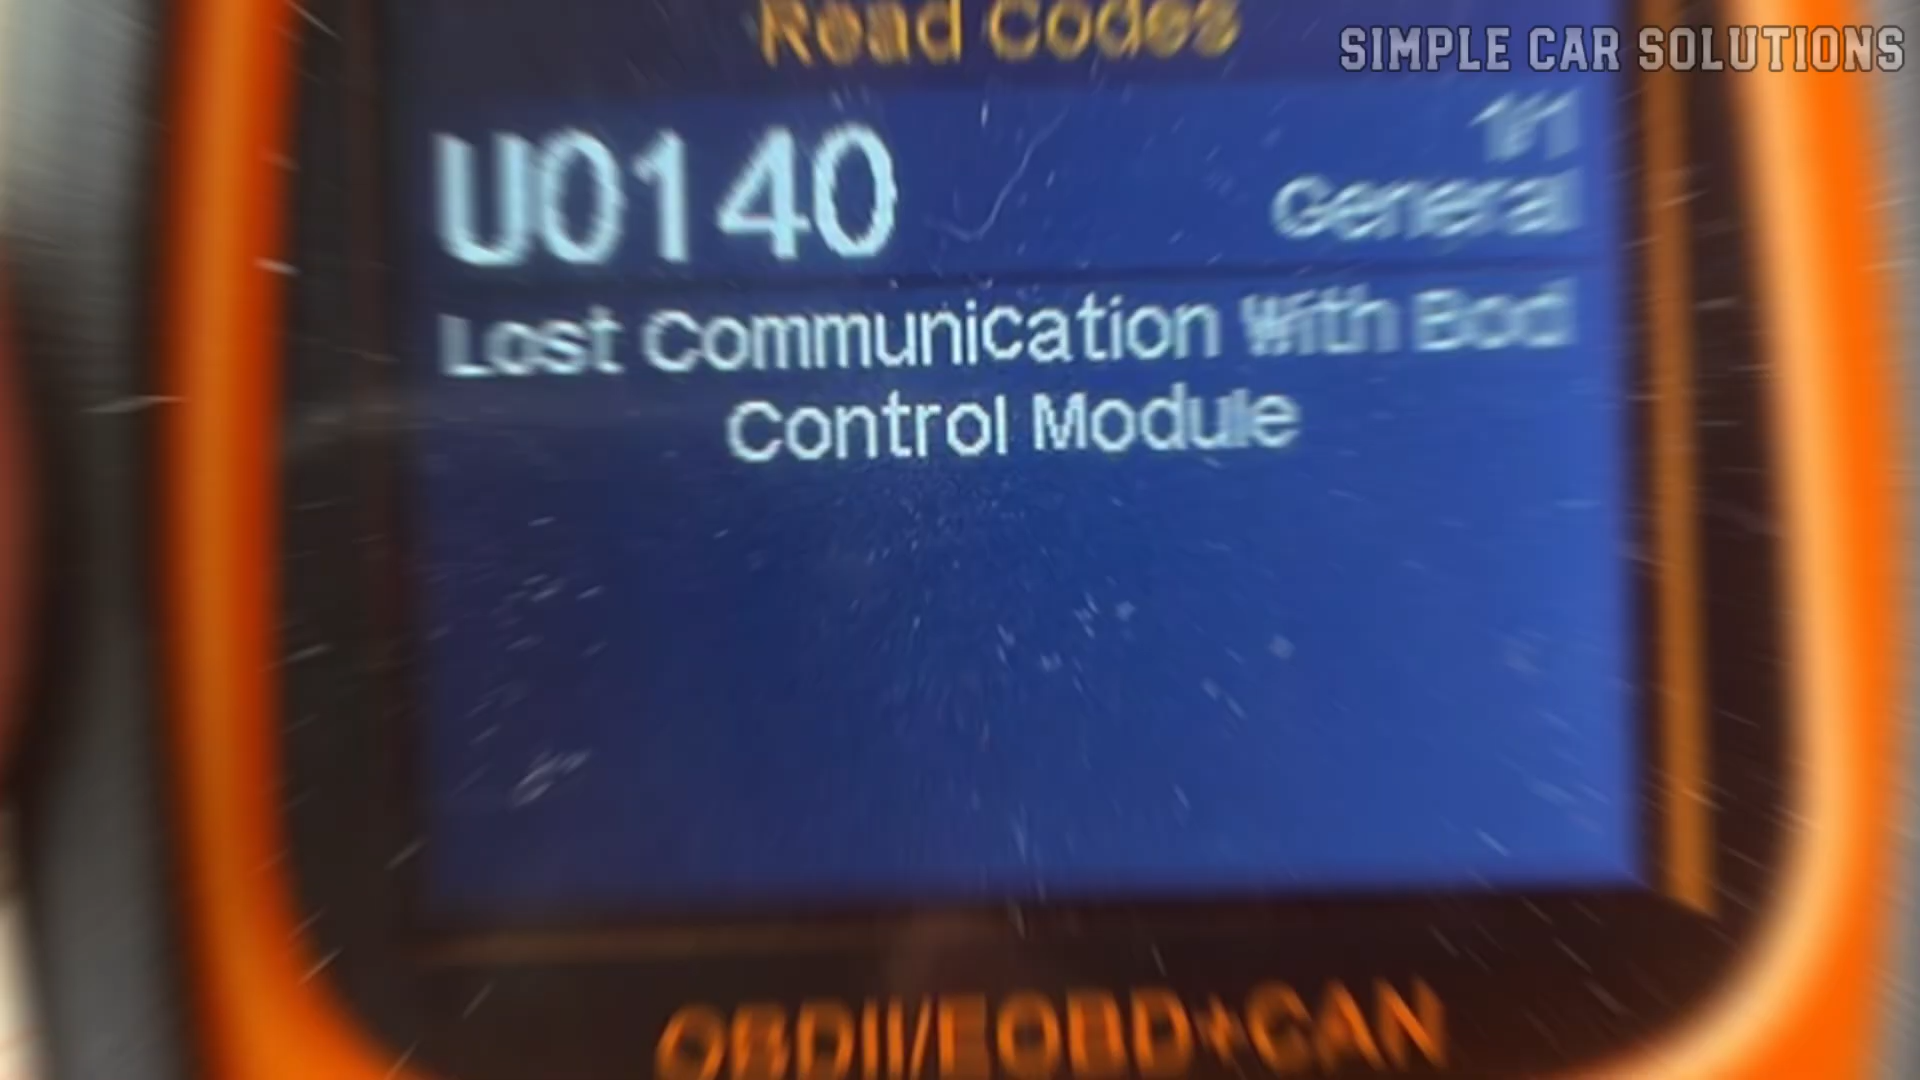 Read Codes
SIMPLE CAR SOLUTIONS
1/1
U0140
General
Lost Communication With Bod
Control Module
OBDII/EOBD+CAN